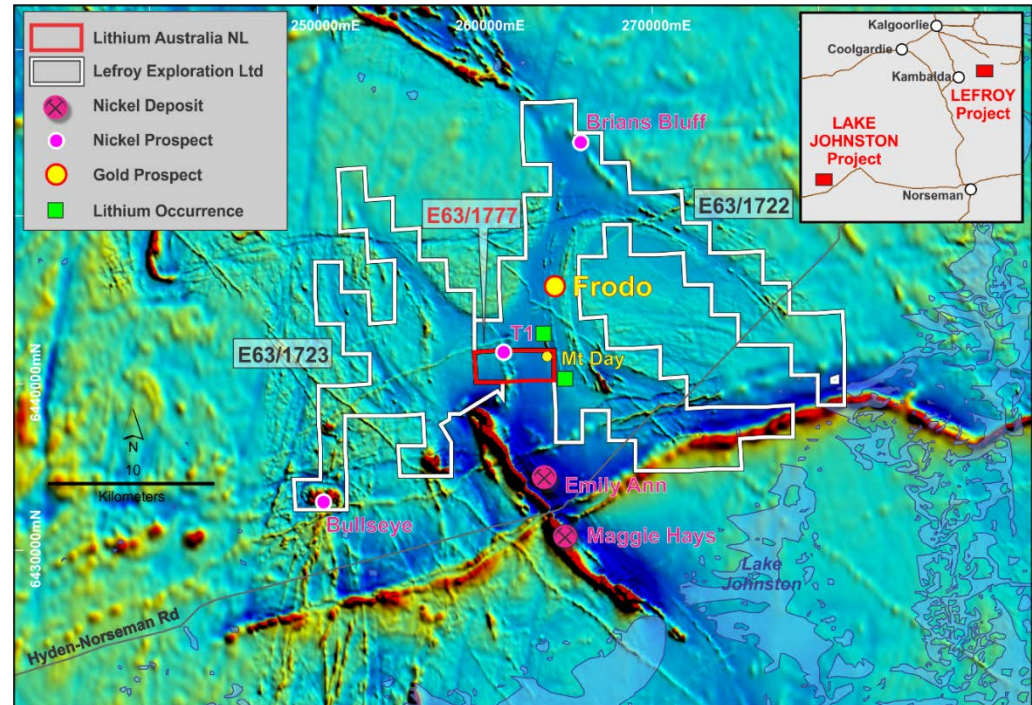 250000mE
260000mE
270000mE
Lithium Australia NL
Lefroy Exploration Ltd
Nickel Deposit
Nickel Prospect
Gold Prospect
Lithium Occurrence
Kalgoorlie
Coolgardie
Kambalda
LEFROY
Project
LAKE
JOHNSTON
Project
Norseman
Brians Bluff
E63/1777
E63/1722
Frodo
T1
Mt Day
E63/1723
6440000mN
N
10
Kilometers
Emily Ann
Bullseye
Maggie Hays
6430000mN
Lake
Johnston
Hyden-Norseman Rd